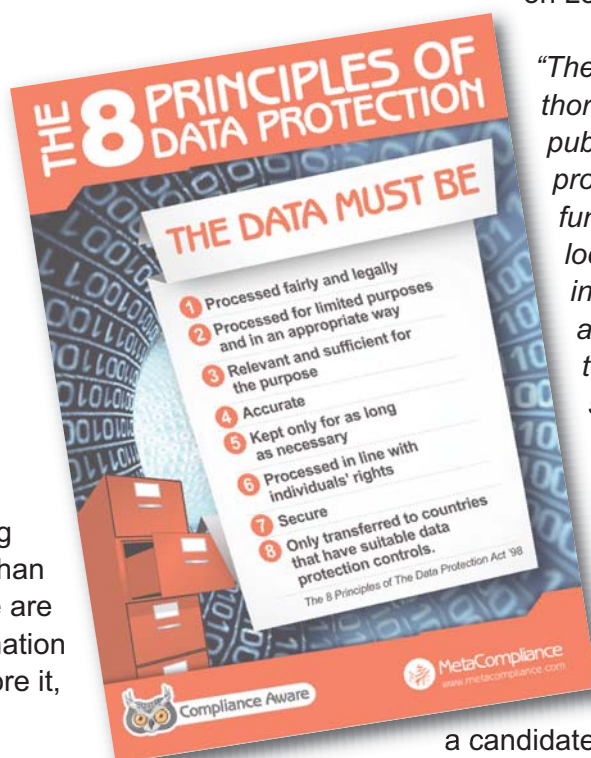 on
“The
thor
pub
pro
fun
loc
in
a
t
THE 8 PRINCIPLES OF
DATA PROTECTION
THE DATA MUST BE
1 Processed fairly and legally
2 Processed for limited purposes
and in an appropriate way
3 Relevant and sufficient for
the purpose
4 Accurate
5 Kept only for as long
as necessary
6 Processed in line with
individuals' rights
7 Secure
8 Only transferred to countries
that have suitable data
protection controls.
The 8 Principles of The Data Protection Act '98
Compliance Aware
MetaCompliance
www.metacompliance.com
g
han
e are
nation
ore it,
a candidate